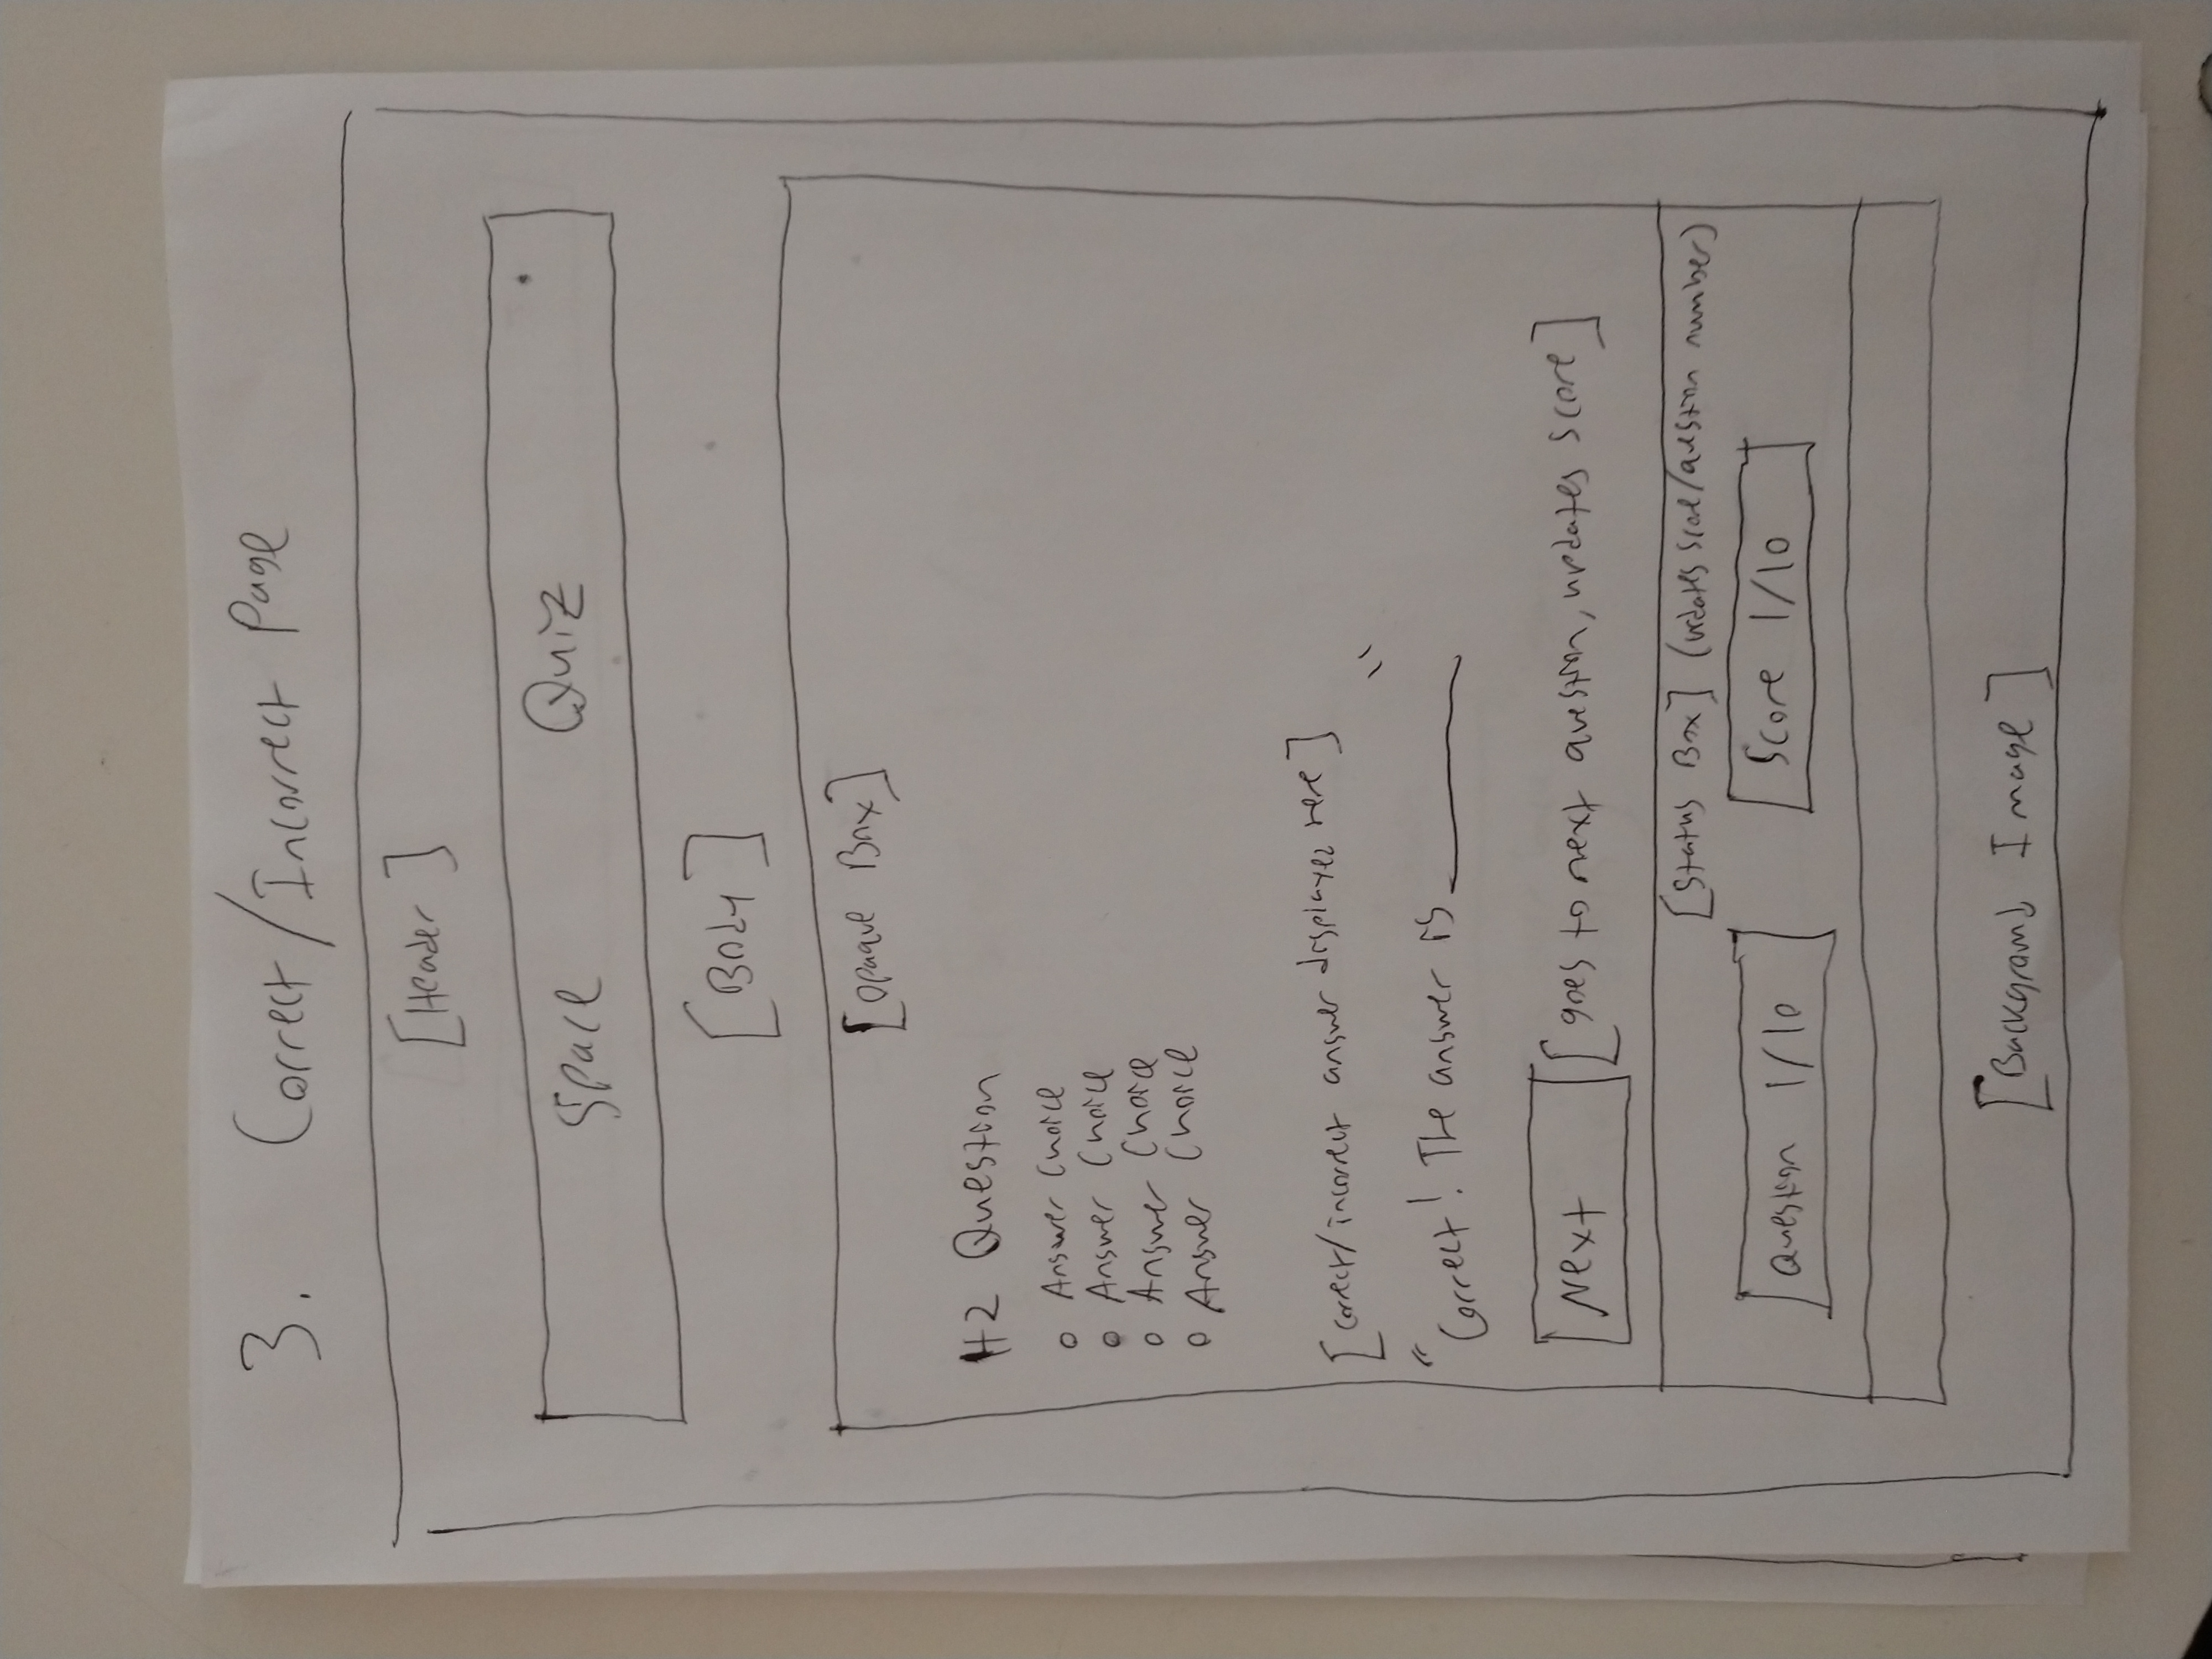 3. Correct/Incorrect Page
[Header]
Space Quiz
[Body]
[Opaque Box]
H2 Question
o Answer Choice
o Answer Choice
o Answer Choice
o Answer Choice
[correct/incorrect answer displayed here]
"Correct! The answer is ______"
Next [goes to next question, updates score]
[Status Box] (updates score/question number)
Question 1/10 Score 1/10
[Background Image]